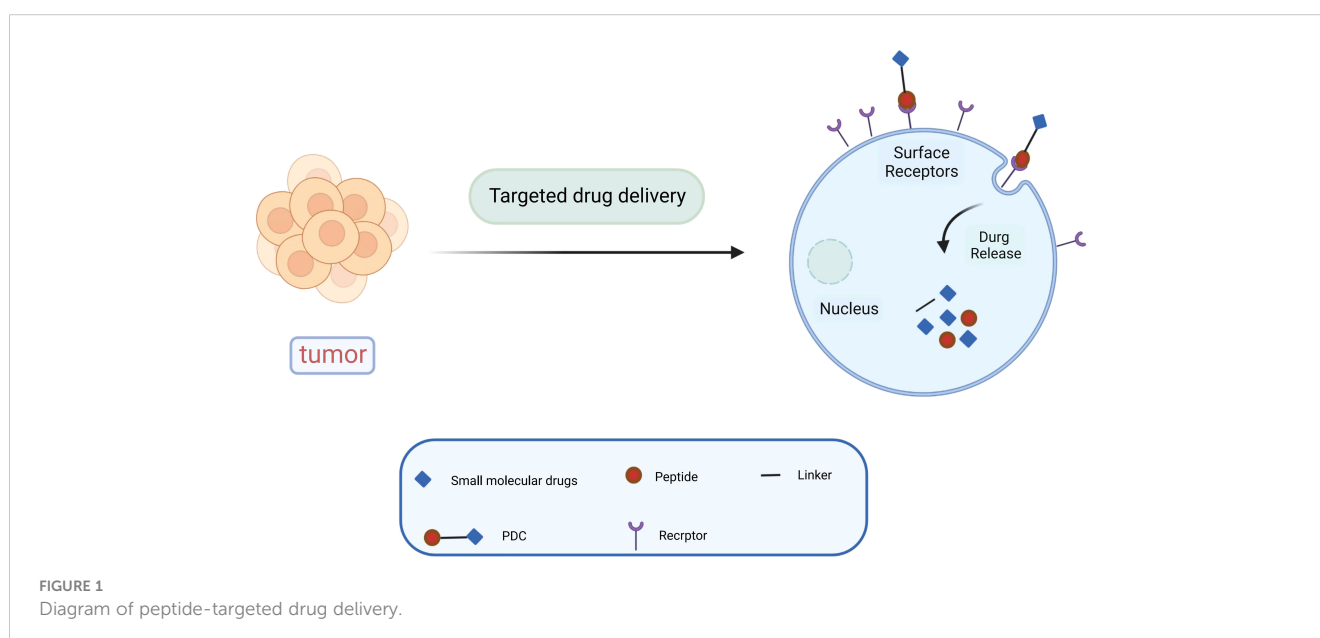 Surface
Receptors
Targeted drug delivery
Durg
Release
Nucleus
tumor
Small molecular drugs
Peptide
Linker
PDC
Recrptor
FIGURE 1
Diagram of peptide-targeted drug delivery.